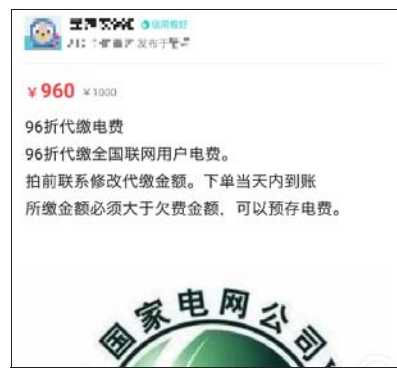 信用极好
发布于
￥960 ￥1000
96折代缴电费
96折代缴全国联网用户电费。
拍前联系修改代缴金额。下单当天内到账
所缴金额必须大于欠费金额，可以预存电费。
国家电网公司